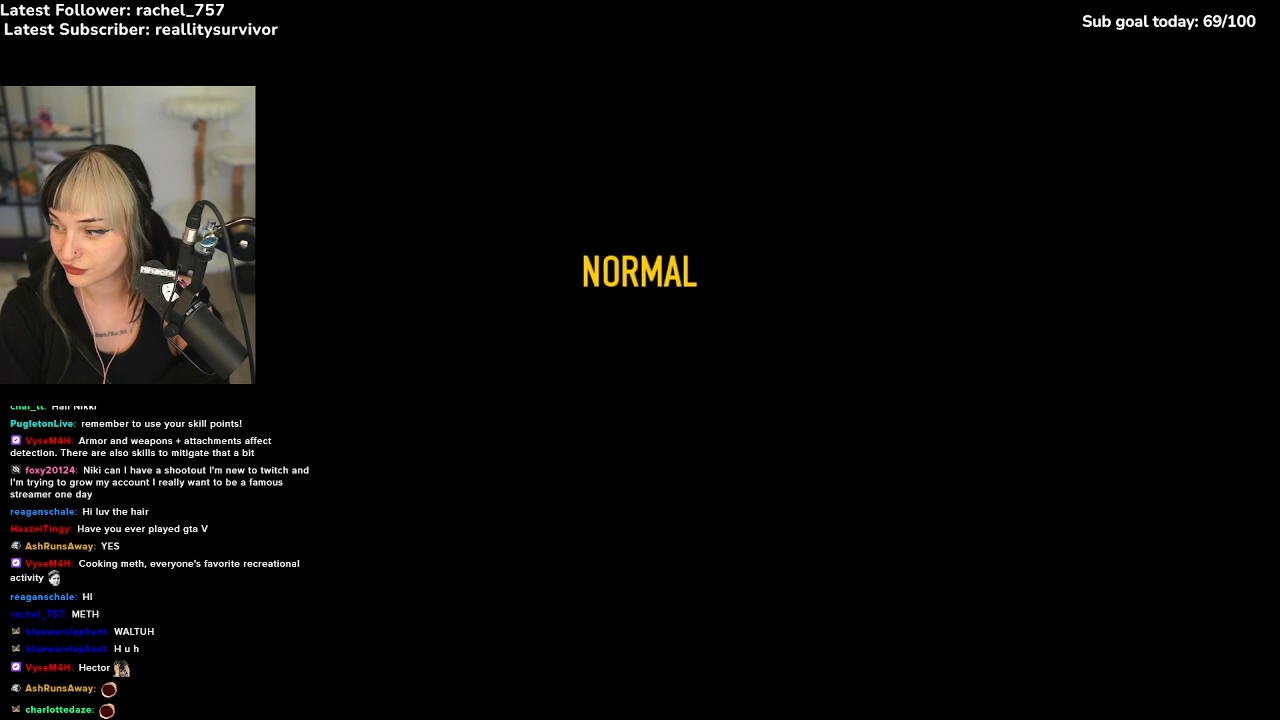 Latest Follower: rachel_757
Latest Subscriber: reallitysurvivor
Sub goal today: 69/100
NORMAL
PugletonLive: remember to use your skill points!
VyseM4H: Armor and weapons + attachments affect
detection. There are also skills to mitigate that a bit
foxy20124: Niki can I have a shootout I'm new to twitch and
I'm trying to grow my account I really want to be a famous
streamer one day
reaganschale: Hi luv the hair
HaxzelTingy: Have you ever played gta V
AshRunsAway: YES
VyseM4H: Cooking meth, everyone's favorite recreational
activity
reaganschale: HI
rachel_757: METH
bluewarelephant WALTUH
bluewarelephant H u h
VyseM4H: Hector
AshRunsAway:
charlottedaze: